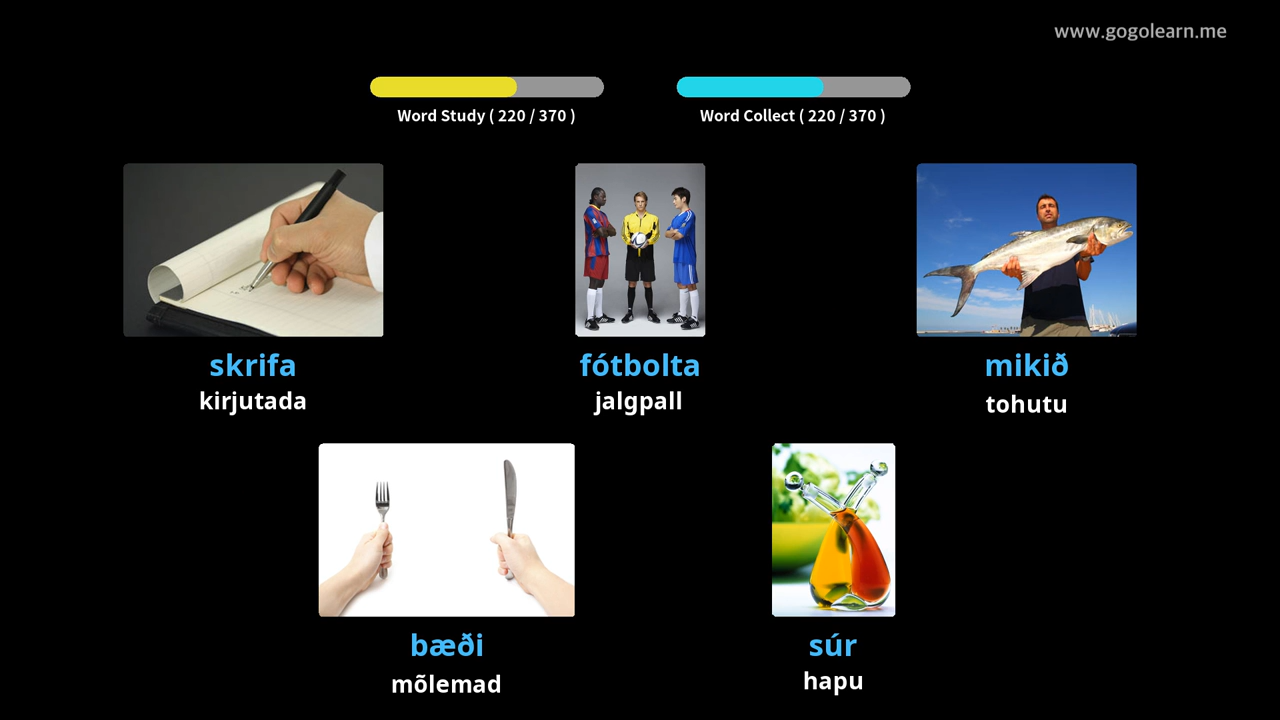 www.gogolearn.me
Word Study ( 220 / 370 )
Word Collect ( 220 / 370 )
skrifa
kirjutada
fótbolta
jalgpall
mikið
tohutu
bæði
mõlemad
súr
hapu